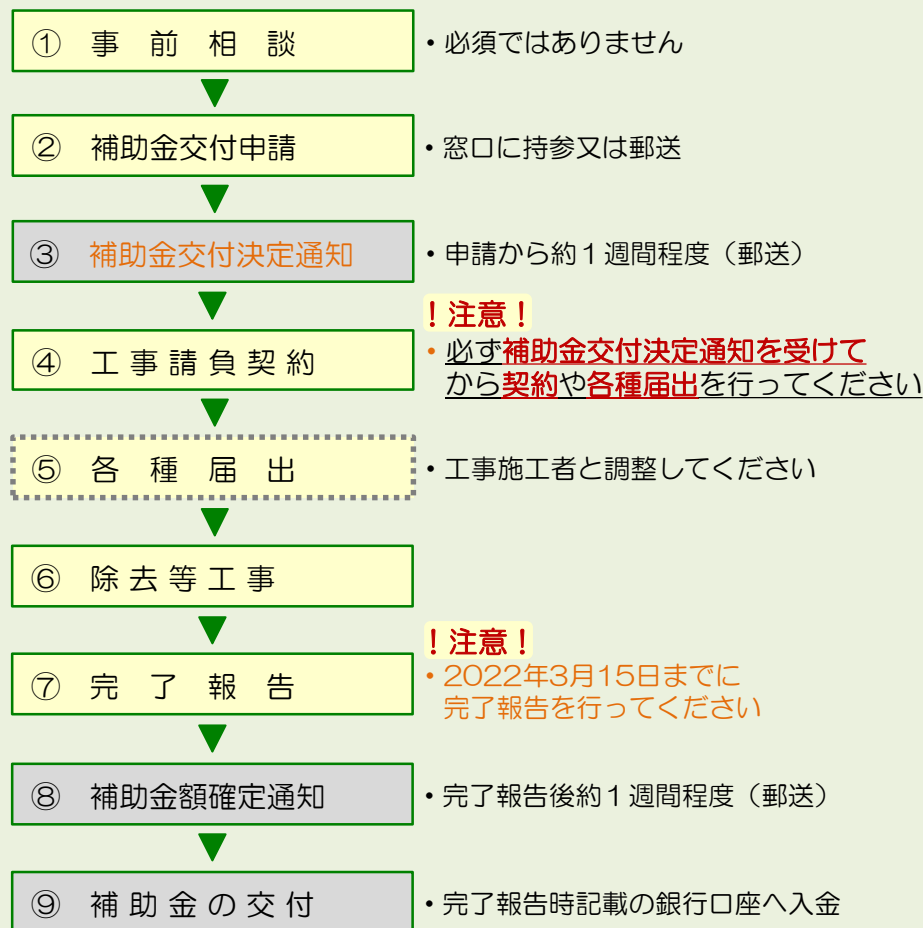 ① 事前相談
・必須ではありません
② 補助金交付申請
・窓口に持参又は郵送
③ 補助金交付決定通知
・申請から約1週間程度（郵送）
！注意！
④ 工事請負契約
・必ず補助金交付決定通知を受けて
から契約や各種届出を行ってください
⑤ 各種届出
・工事施工者と調整してください
⑥ 除去等工事
！注意！
⑦ 完了報告
・2022年3月15日までに
完了報告を行ってください
⑧ 補助金額確定通知
・完了報告後約1週間程度（郵送）
⑨ 補助金の交付
・完了報告時記載の銀行口座へ入金